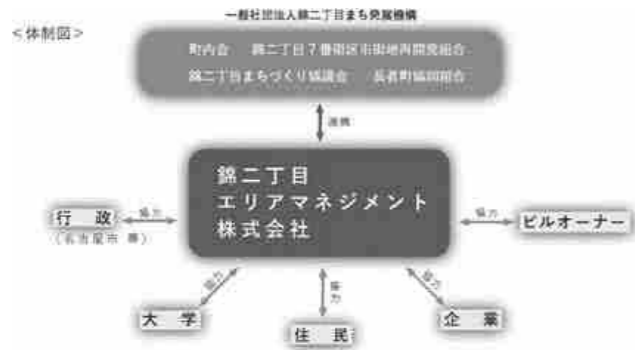 一般社団法人錦二丁目まち発展機構
<体制図>
町内会 錦二丁目7番街区市街地再開発組合
錦二丁目まちづくり協議会 長者町協同組合
連携
錦二丁目
エリアマネジメント
株式会社
行 政
(名古屋市 等)
協力
協力
ビルオーナー
協力
協力
協力
大 学
住 民
企 業